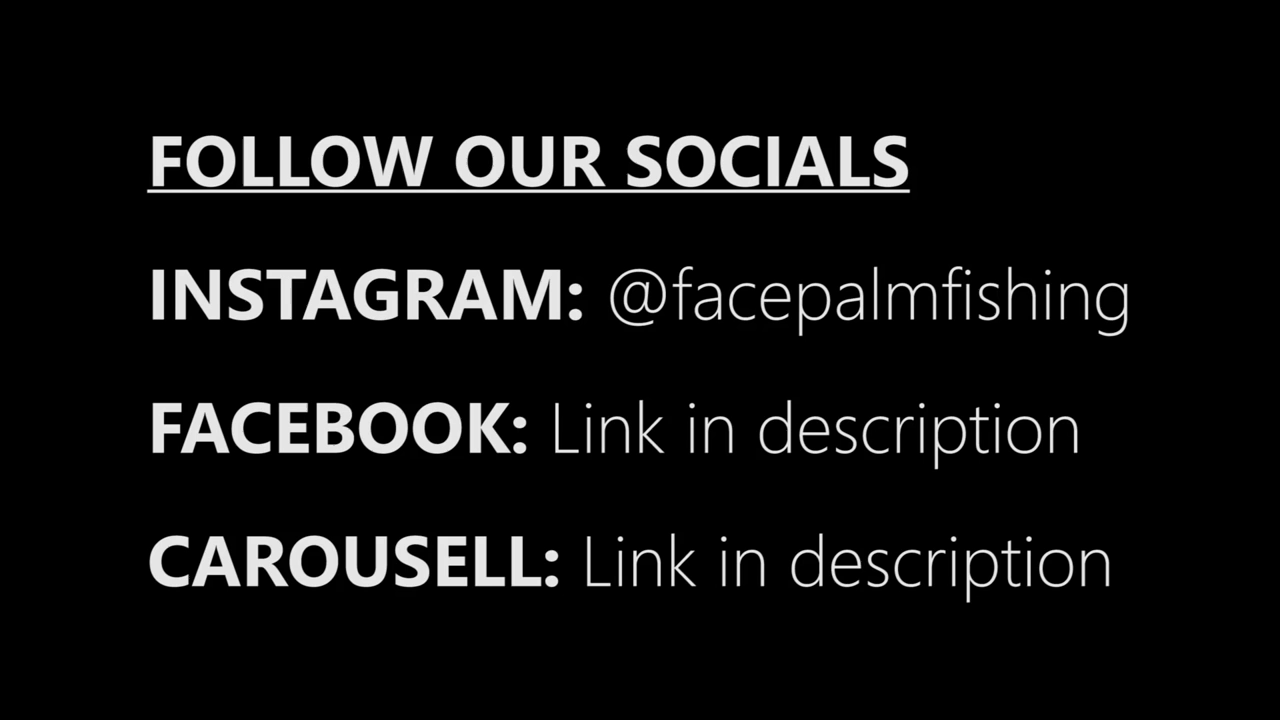 FOLLOW OUR SOCIALS
INSTAGRAM: @facepalmfishing
FACEBOOK: Link in description
CAROUSELL: Link in description